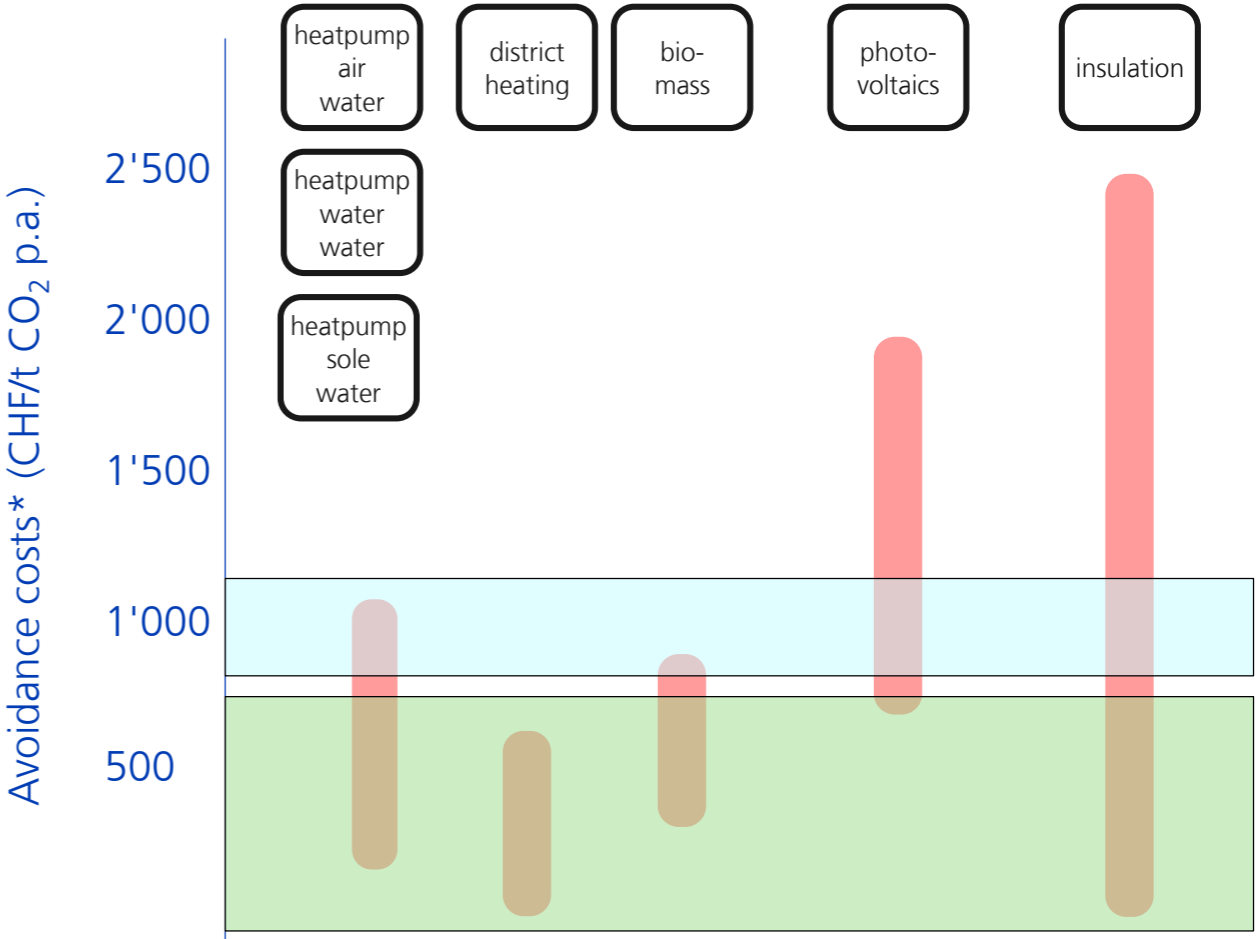 heatpump
air
water
district
heating
bio-
mass
photo-
voltaics
insulation
heatpump
water
water
heatpump
sole
water
Avoidance costs* (CHF/t CO₂ p.a.)
2'500
2'000
1'500
1'000
500